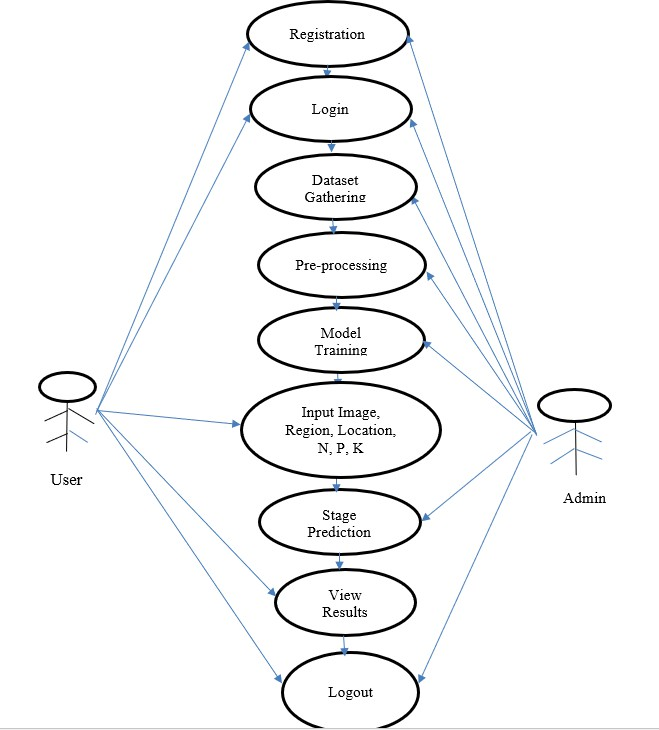 Registration
Login
Dataset
Gathering
Pre-processing
Model
Training
Input Image,
Region, Location,
N, P, K
User
Admin
Stage
Prediction
View
Results
Logout